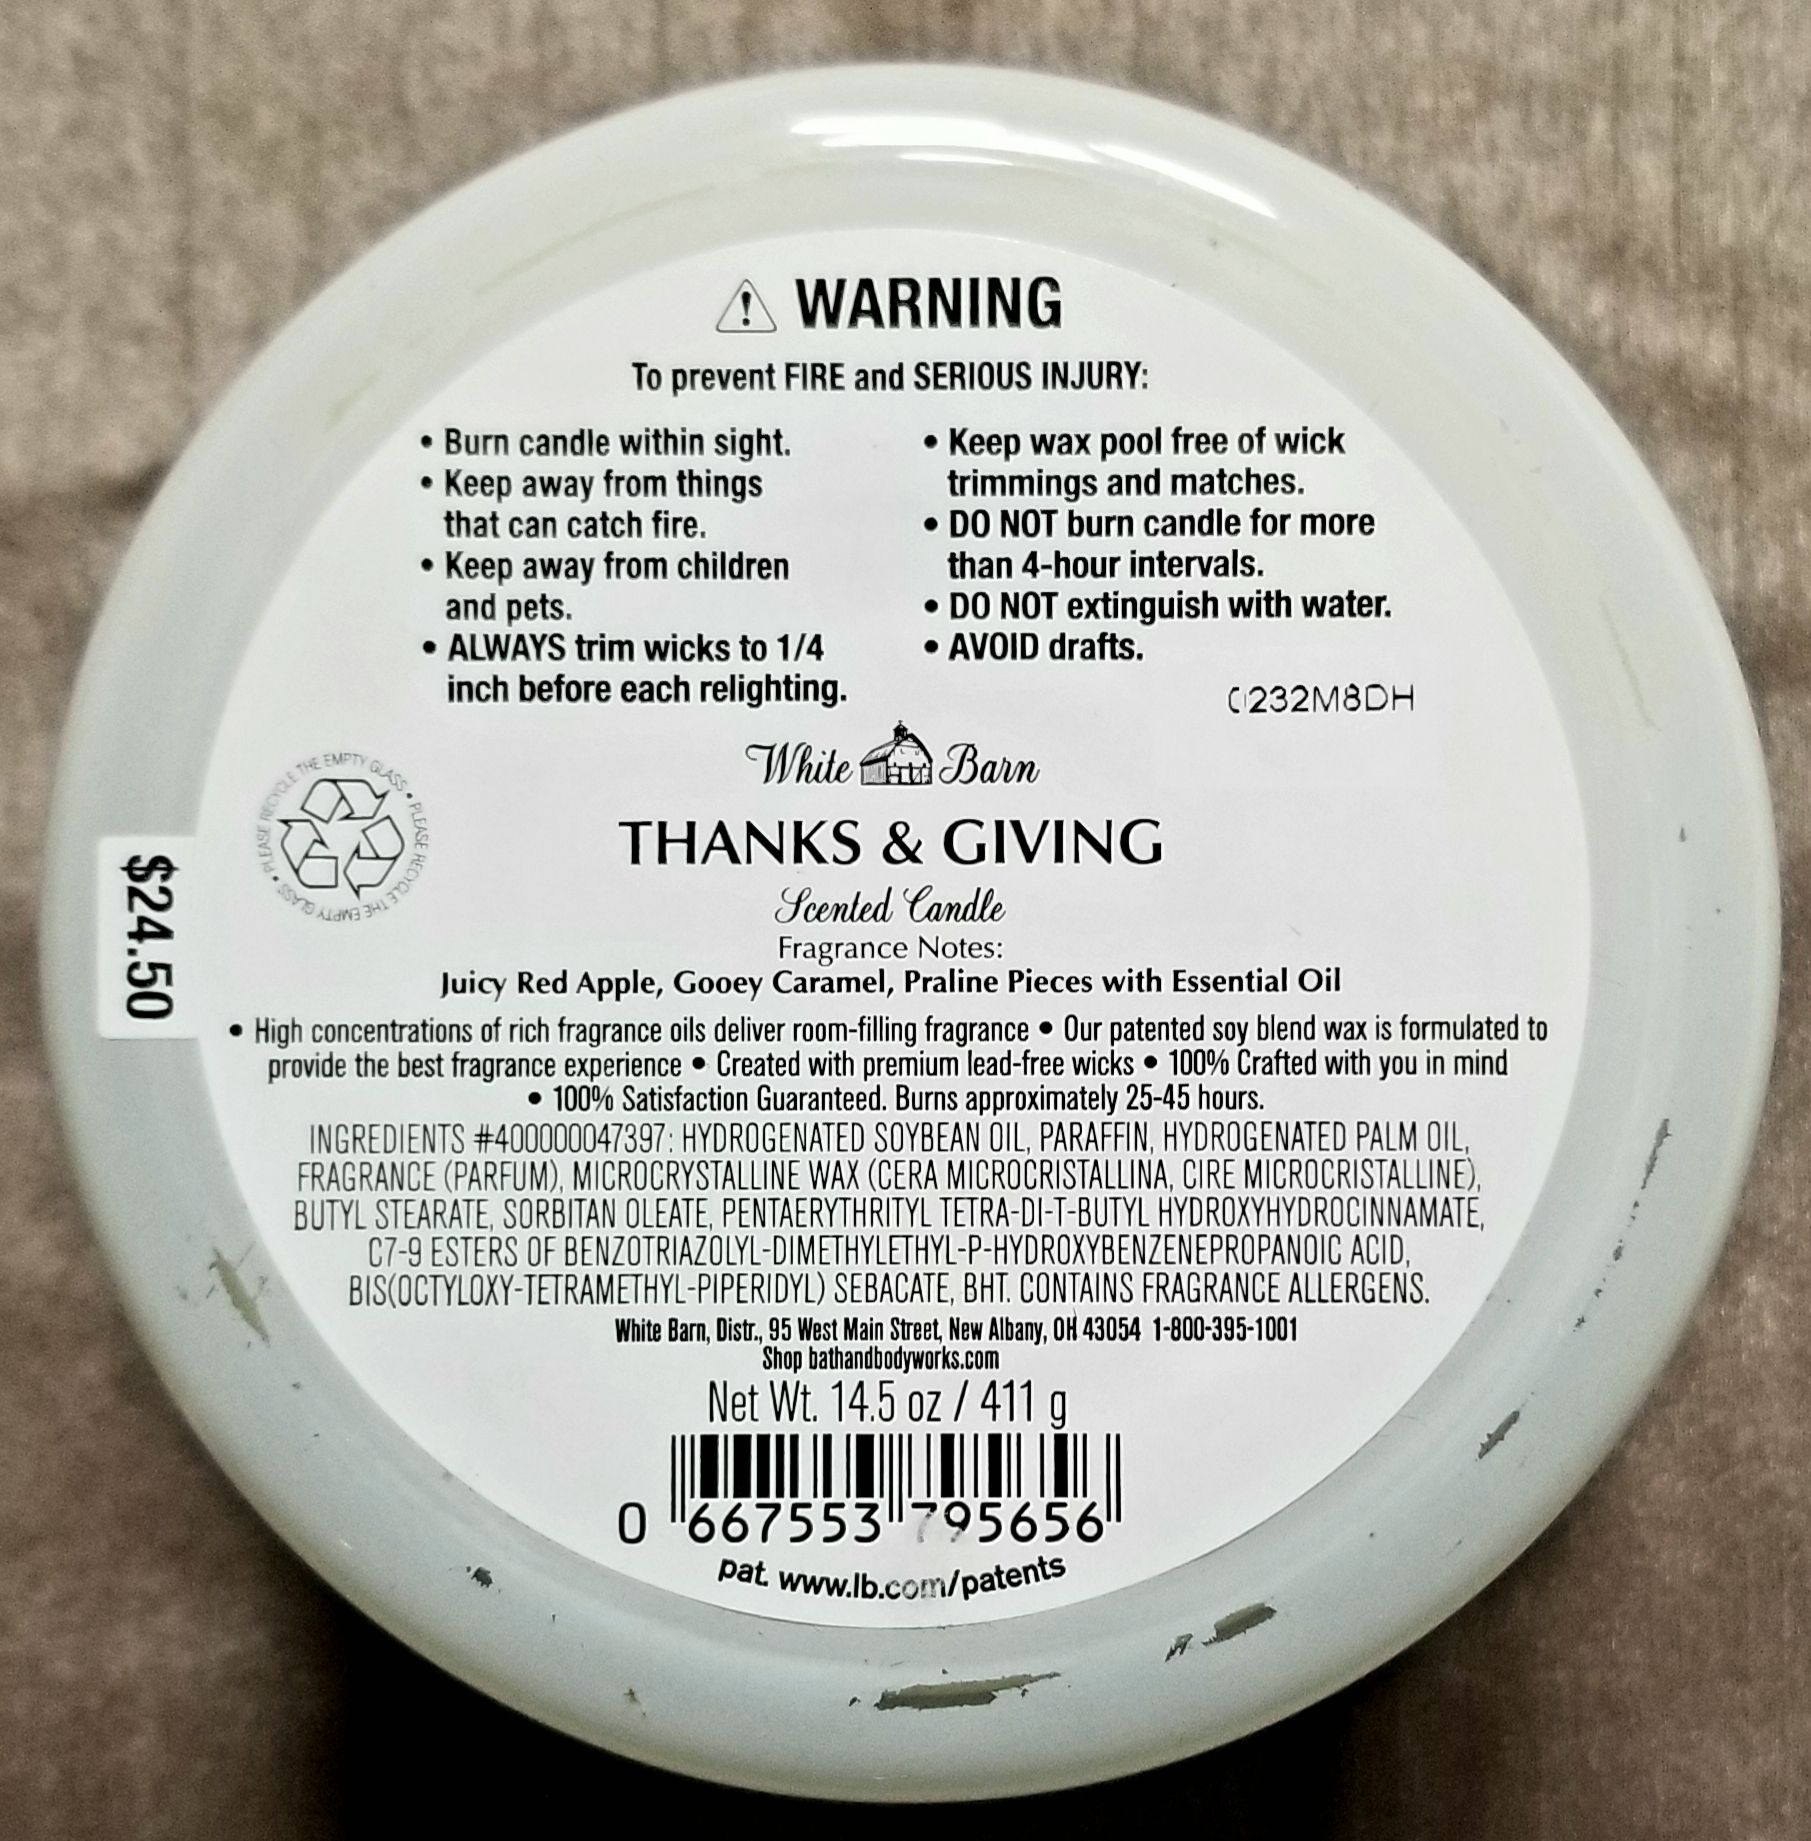 WARNING
To prevent FIRE and SERIOUS INJURY:
• Burn candle within sight.
• Keep away from things
that can catch fire.
• Keep away from children
and pets.
• ALWAYS trim wicks to 1/4
inch before each relighting.
• Keep wax pool free of wick
trimmings and matches.
• DO NOT burn candle for more
than 4-hour intervals.
• DO NOT extinguish with water.
• AVOID drafts.
0232M8DH
PLEASE RECYCLE THE EMPTY GLASS • PLEASE RECYCLE THE EMPTY GLASS •
White Barn
THANKS & GIVING
Scented Candle
Fragrance Notes:
Juicy Red Apple, Gooey Caramel, Praline Pieces with Essential Oil
$24.50
• High concentrations of rich fragrance oils deliver room-filling fragrance • Our patented soy blend wax is formulated to
provide the best fragrance experience • Created with premium lead-free wicks • 100% Crafted with you in mind
• 100% Satisfaction Guaranteed. Burns approximately 25-45 hours.
INGREDIENTS #400000047397: HYDROGENATED SOYBEAN OIL, PARAFFIN, HYDROGENATED PALM OIL,
FRAGRANCE (PARFUM), MICROCRYSTALLINE WAX (CERA MICROCRISTALLINA, CIRE MICROCRISTALLINE),
BUTYL STEARATE, SORBITAN OLEATE, PENTAERYTHRITYL TETRA-DI-T-BUTYL HYDROXYHYDROCINNAMATE,
C7-9 ESTERS OF BENZOTRIAZOLYL-DIMETHYLETHYL-P-HYDROXYBENZENEPROPANOIC ACID,
BIS(OCTYLOXY-TETRAMETHYL-PIPERIDYL) SEBACATE, BHT. CONTAINS FRAGRANCE ALLERGENS.
White Barn, Distr., 95 West Main Street, New Albany, OH 43054 1-800-395-1001
Shop bathandbodyworks.com
Net Wt. 14.5 oz / 411 g
0 667553 795656
pat. www.lb.com/patents